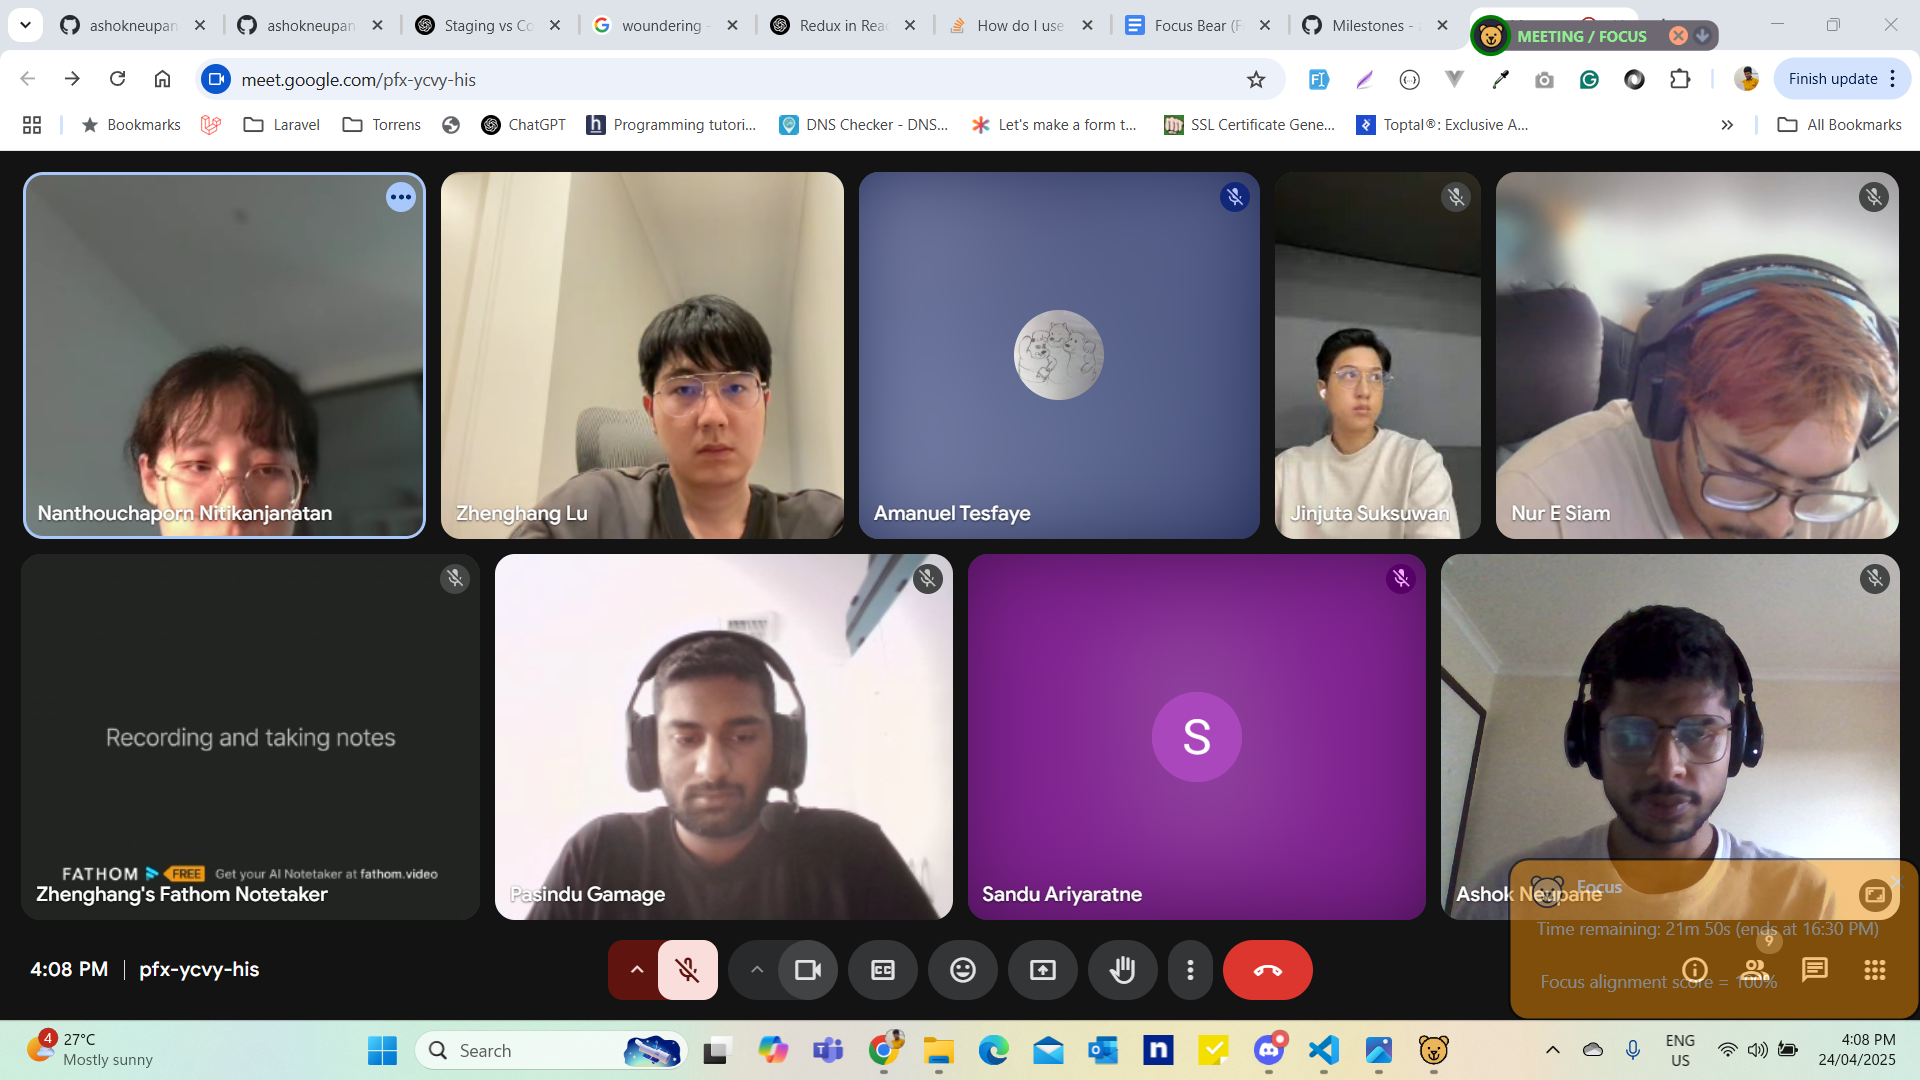 ashokneupan
ashokneupan
Staging vs Co
woundering -
Redux in Rea
How do I use
Focus Bear (F
Milestones -
MEETING / FOCUS
meet.google.com/pfx-ycvy-his
Finish update
Bookmarks
Laravel
Torrens
ChatGPT
Programming tutori...
DNS Checker - DNS...
Let's make a form t...
SSL Certificate Gene...
Toptal®: Exclusive A...
All Bookmarks
Nanthouchaporn Nitikanjanatan
Zhenghang Lu
Amanuel Tesfaye
Jinjuta Suksuwan
Nur E Siam
Recording and taking notes
FATHOM FREE Get your AI Notetaker at fathom.video
Zhenghang's Fathom Notetaker
Pasindu Gamage
S
Sandu Ariyaratne
Ashok Neupane
Focus
Time remaining: 21m 50s (ends at 16:30 PM)
9
Focus alignment score = 100%
4:08 PM | pfx-ycvy-his
4
27°C
Mostly sunny
Search
ENG
US
4:08 PM
24/04/2025